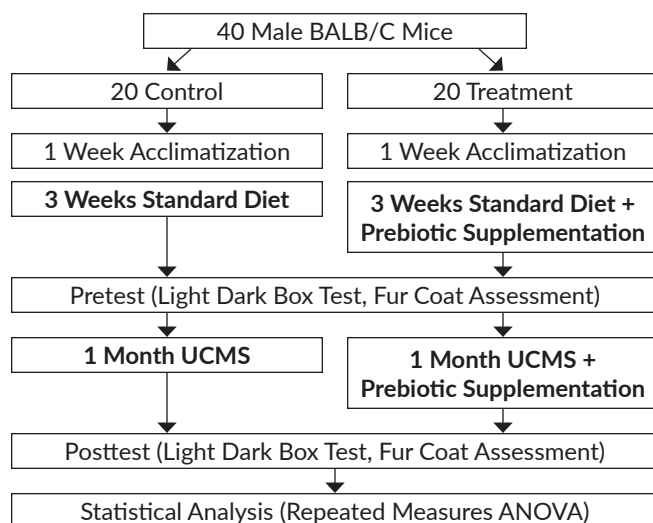 40 Male BALB/C Mice
20 Control
20 Treatment
1 Week Acclimatization
1 Week Acclimatization
3 Weeks Standard Diet
3 Weeks Standard Diet +
Prebiotic Supplementation
Pretest (Light Dark Box Test, Fur Coat Assessment)
1 Month UCMS
1 Month UCMS +
Prebiotic Supplementation
Posttest (Light Dark Box Test, Fur Coat Assessment)
Statistical Analysis (Repeated Measures ANOVA)